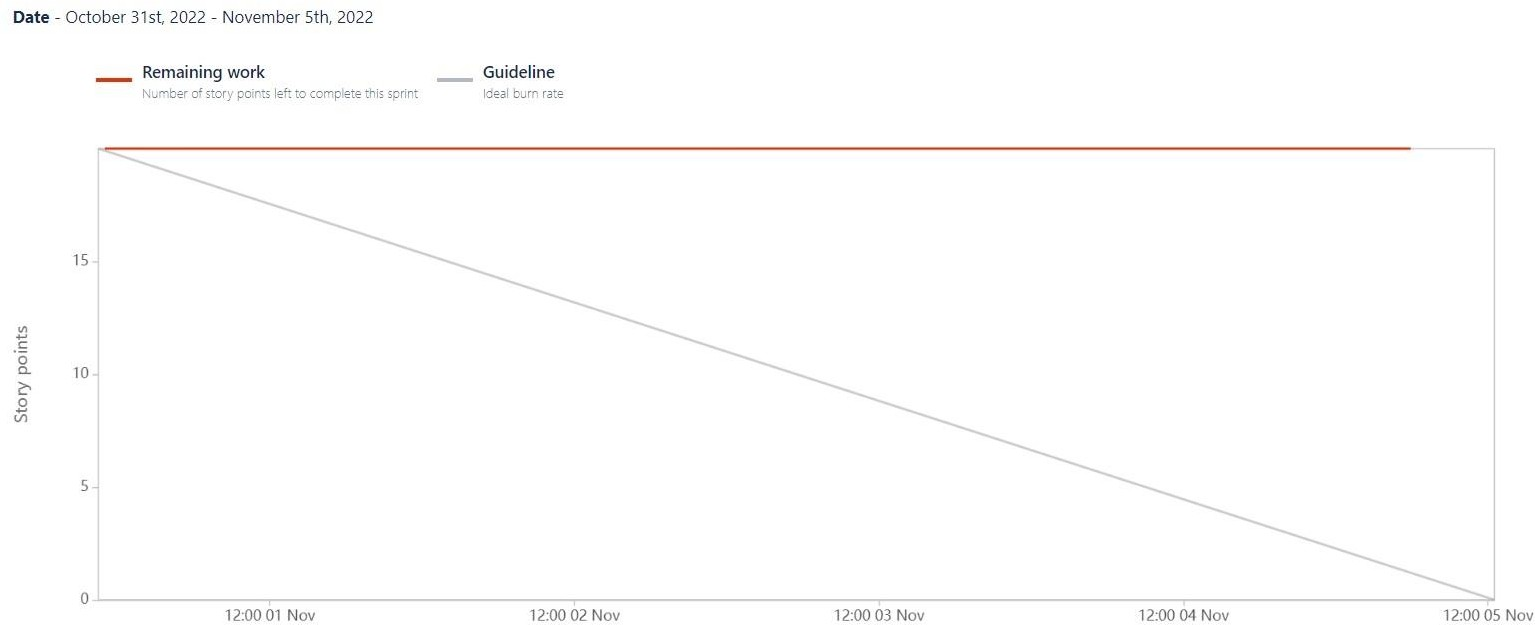 Date - October 31st, 2022 - November 5th, 2022
Remaining work
Number of story points left to complete this sprint
Guideline
Ideal burn rate
Story points
15
10
5
0
12:00 01 Nov
12:00 02 Nov
12:00 03 Nov
12:00 04 Nov
12:00 05 Nov